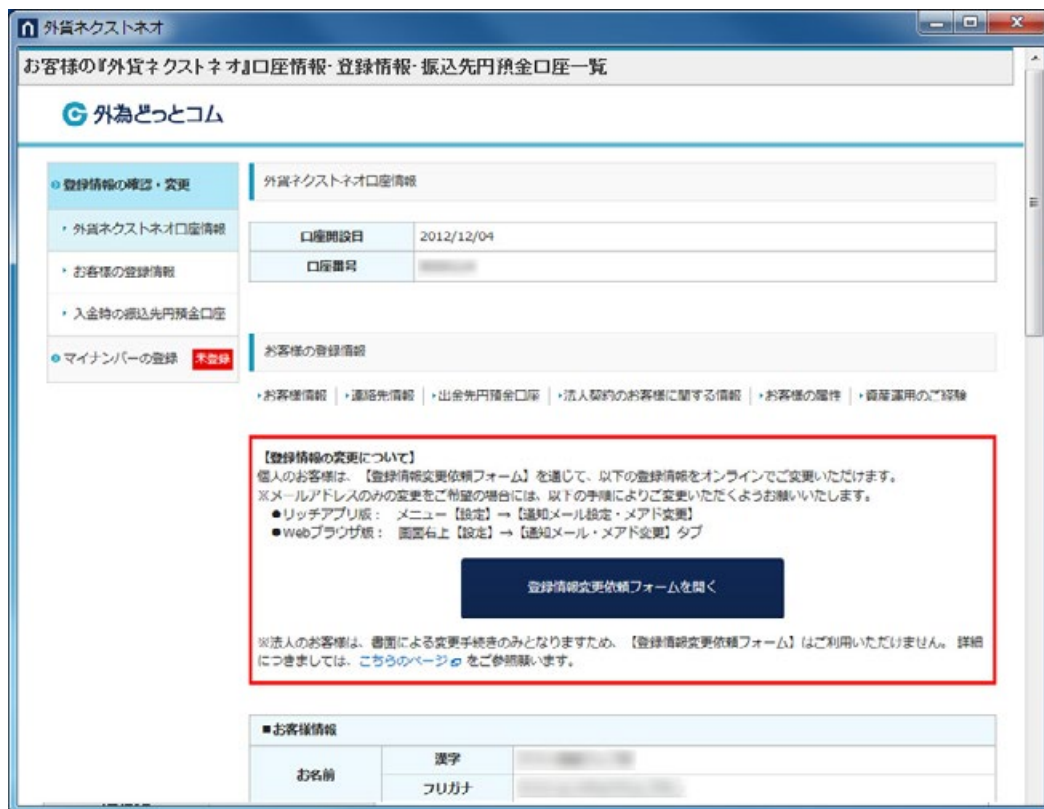 外貨ネクストネオ
お客様の『外貨ネクストネオ』口座情報・登録情報・振込先円預金口座一覧
外為どっとコム
登録情報の確認・変更
外貨ネクストネオ口座情報
お客様の登録情報
入金時の振込先円預金口座
マイナンバーの登録 未登録
外貨ネクストネオ口座情報
口座開設日 2012/12/04
口座番号
お客様の登録情報
お客様情報 | 連絡先情報 | 出金先円預金口座 | 法人契約のお客様に関する情報 | お客様の属性 | 資産運用のご経験
【登録情報の変更について】
個人のお客様は、【登録情報変更依頼フォーム】を通じて、以下の登録情報をオンラインでご変更いただけます。
※メールアドレスのみの変更をご希望の場合には、以下の手順によりご変更いただくようお願いいたします。
●リッチアプリ版： メニュー【設定】→【通知メール設定・メアド変更】
●Webブラウザ版： 画面右上【設定】→【通知メール・メアド変更】タブ
登録情報変更依頼フォームを開く
※法人のお客様は、書面による変更手続きのみとなりますため、【登録情報変更依頼フォーム】はご利用いただけません。 詳細
につきましては、こちらのページ をご参照願います。
■お客様情報
お名前
漢字
フリガナ